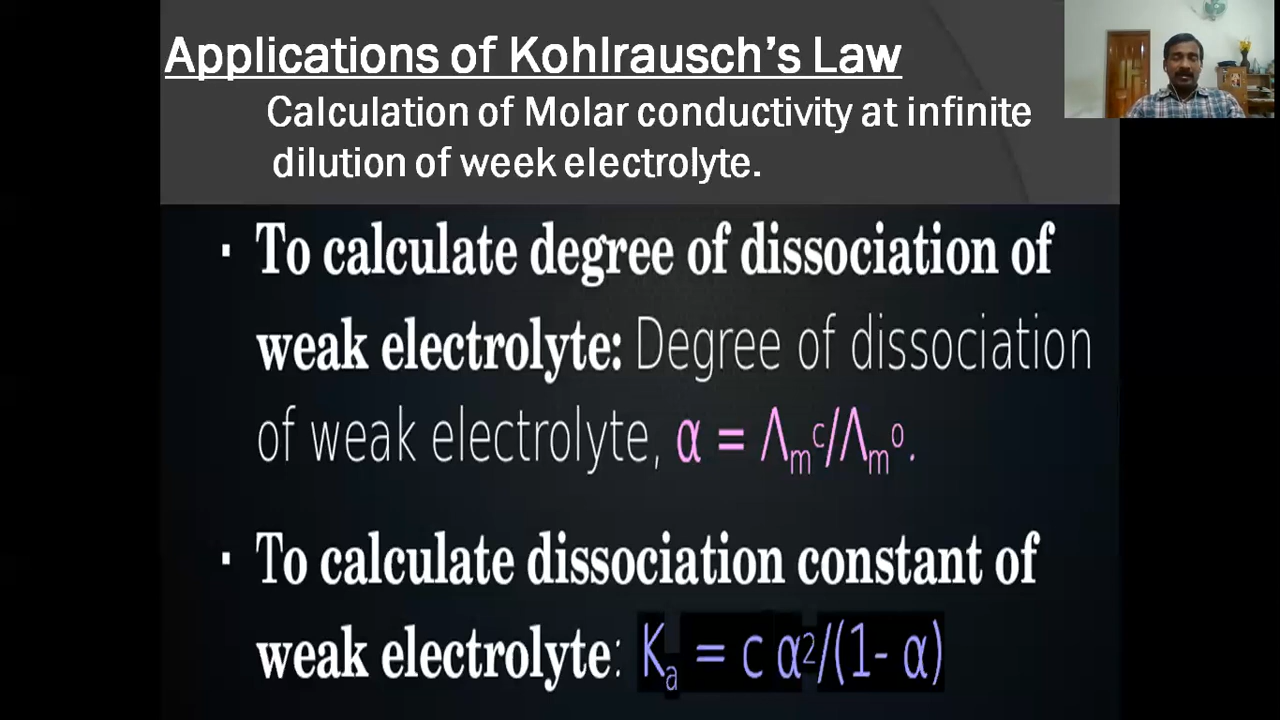 Applications of Kohlrausch's Law
Calculation of Molar conductivity at infinite
dilution of week electrolyte.
· To calculate degree of dissociation of
weak electrolyte: Degree of dissociation
of weak electrolyte, α = Λₘᶜ/Λₘᵒ.
· To calculate dissociation constant of
weak electrolyte: Kₐ = c α²/(1- α)